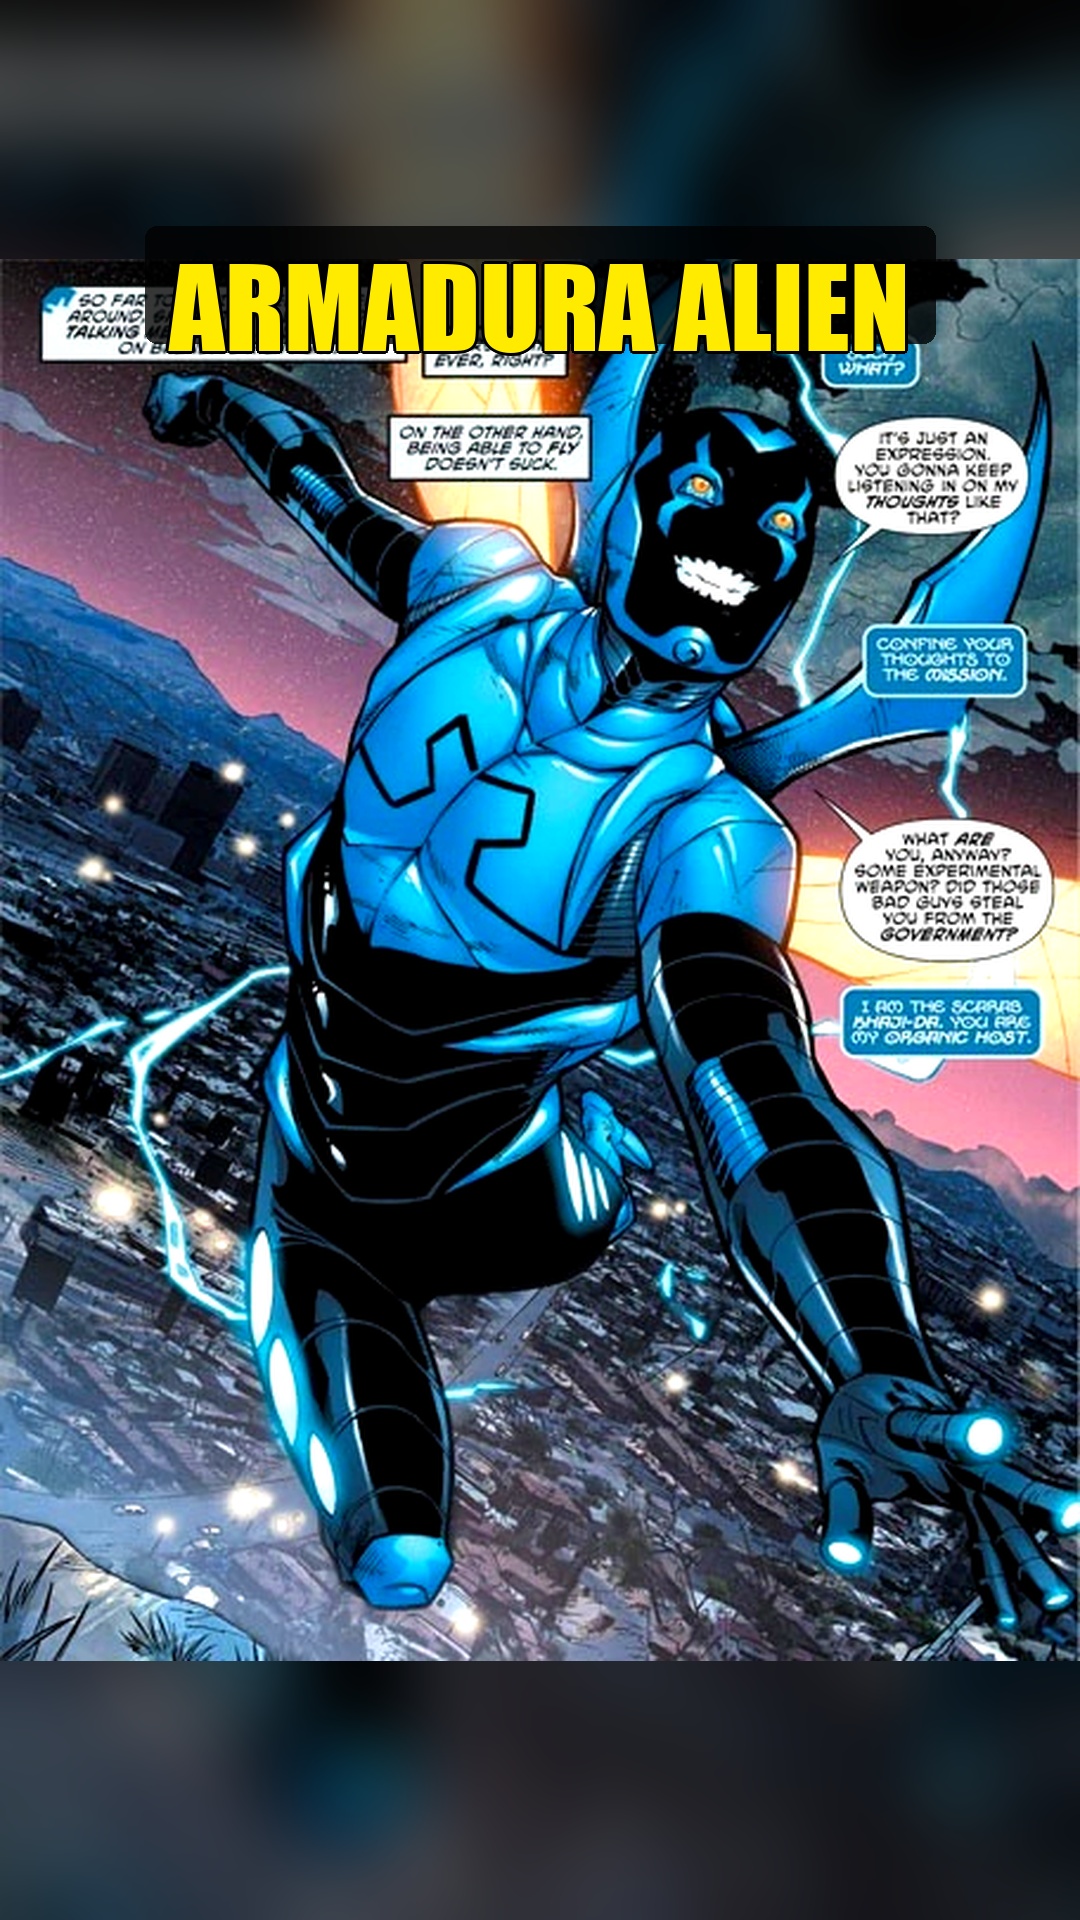 ARMADURA ALIEN
SO FAR
AROUND,
TALKING
ON
EVER, RIGHT?
WHAT?
ON THE OTHER HAND,
BEING ABLE TO FLY
DOESN'T SUCK.
IT'S JUST AN
EXPRESSION.
YOU GONNA KEEP
LISTENING IN ON MY
THOUGHTS LIKE
THAT?
CONFINE YOUR
THOUGHTS TO
THE MISSION.
WHAT ARE
YOU, ANYWAY?
SOME EXPERIMENTAL
WEAPON? DID THOSE
BAD GUYS STEAL
YOU FROM THE
GOVERNMENT?
I AM THE SCARAB
KHAJI-DA. YOU ARE
MY ORGANIC HOST.